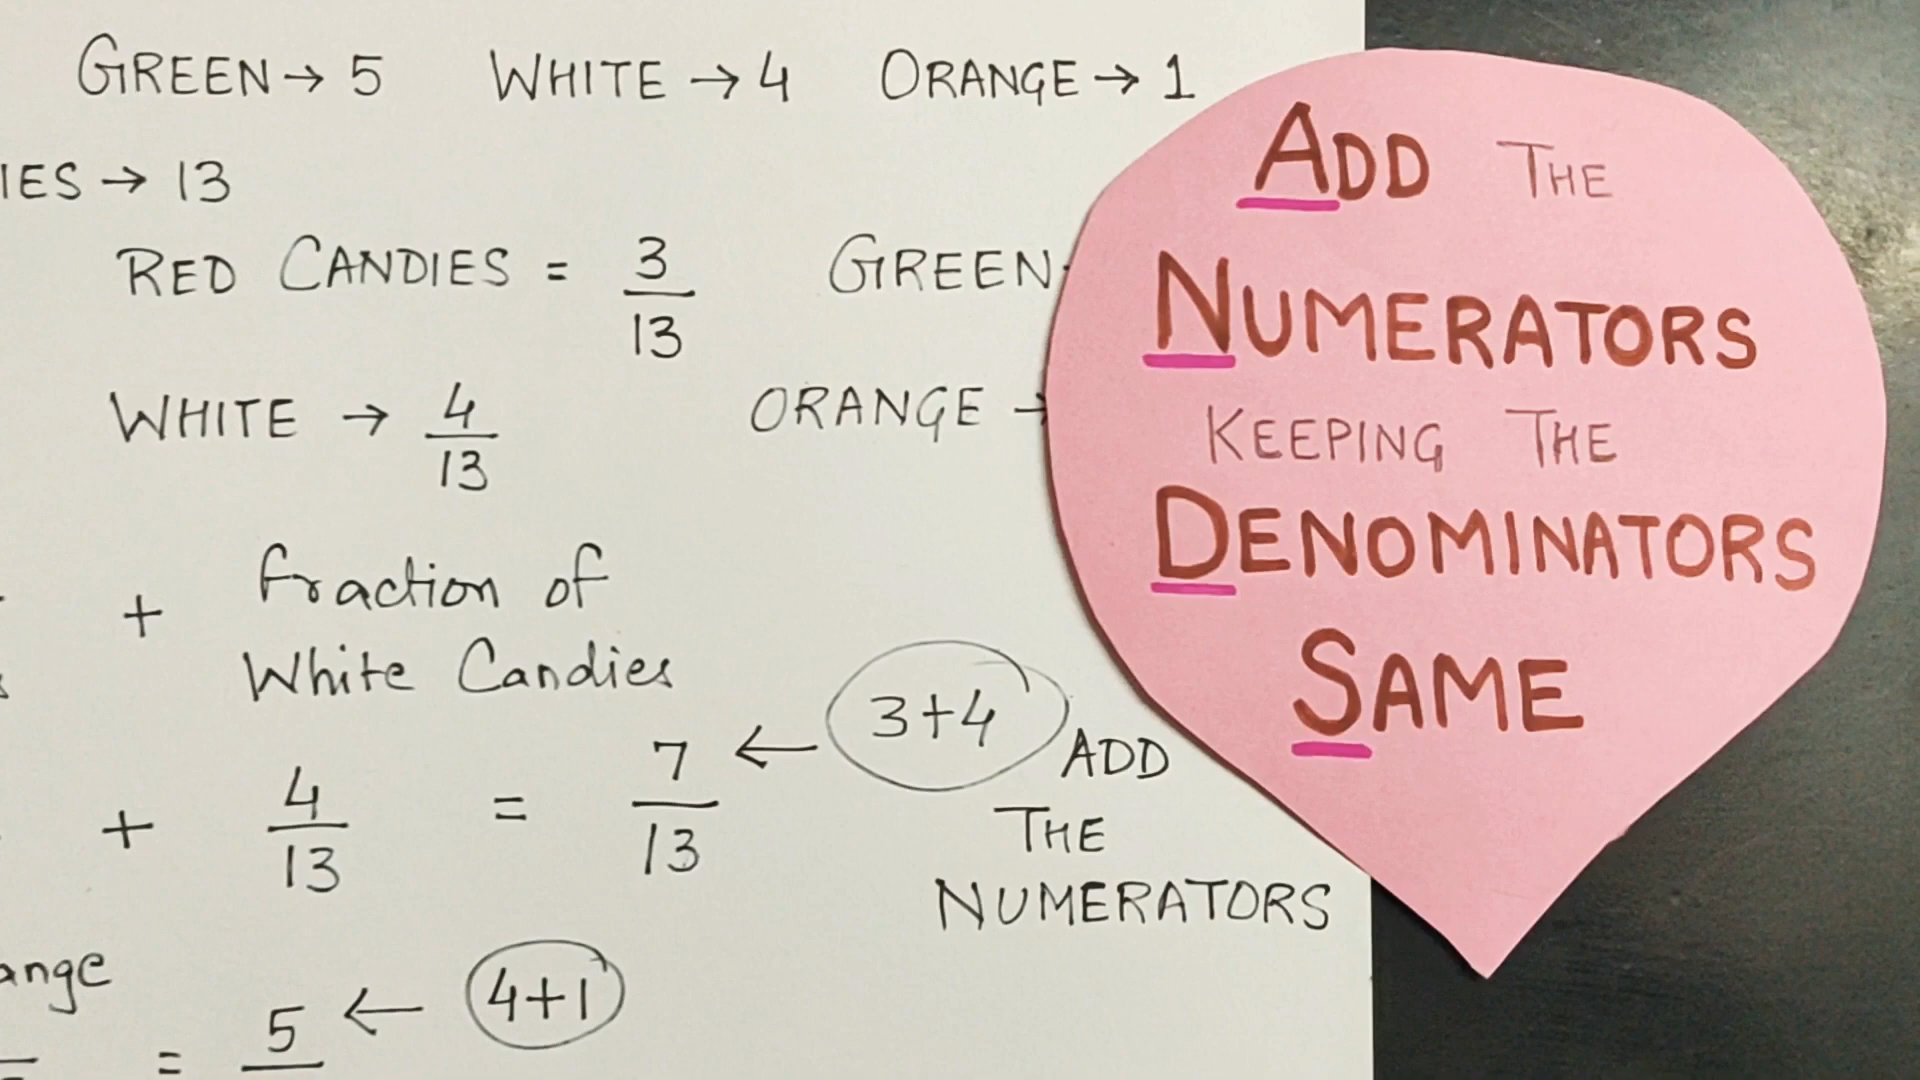 GREEN → 5 WHITE → 4 ORANGE → 1
IES → 13
RED CANDIES = 3/13 GREEN
WHITE → 4/13 ORANGE →
+ fraction of
White Candies
+ 4/13 = 7/13 ← 3+4 ADD
THE
NUMERATORS
ange
= 5 ← 4+1
ADD THE
NUMERATORS
KEEPING THE
DENOMINATORS
SAME